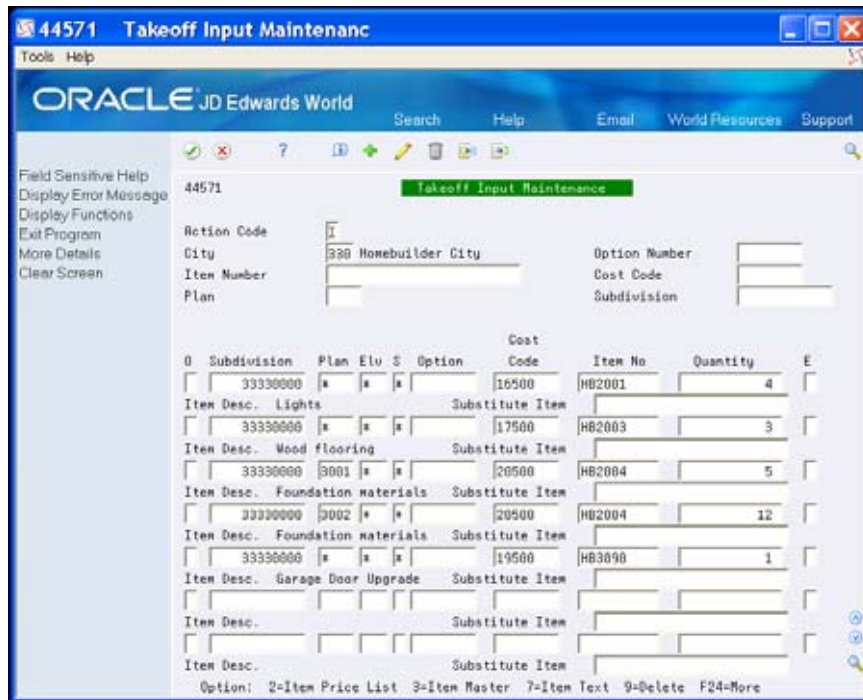 44571 Takeoff Input Maintenanc
Tools Help
ORACLE JD Edwards World
Search Help Email World Resources Support
Field Sensitive Help
Display Error Message
Display Functions
Exit Program
More Details
Clear Screen
44571 Takeoff Input Maintenance
Action Code I
City 330 Homebuilder City Option Number
Item Number Cost Code
Plan Subdivision
Cost
O Subdivision Plan Elv S Option Code Item No Quantity E
33330000 * * * 16500 HB2001 4
Item Desc. Lights Substitute Item
33330000 * * * 17500 HB2003 3
Item Desc. Wood flooring Substitute Item
33330000 3001 * * 20500 HB2004 5
Item Desc. Foundation materials Substitute Item
33330000 3002 * * 20500 HB2004 12
Item Desc. Foundation materials Substitute Item
33330000 * * * 19500 HB3090 1
Item Desc. Garage Door Upgrade Substitute Item
Item Desc. Substitute Item
Item Desc. Substitute Item
Option: 2=Item Price List 3=Item Master 7=Item Text 9=Delete F24=More